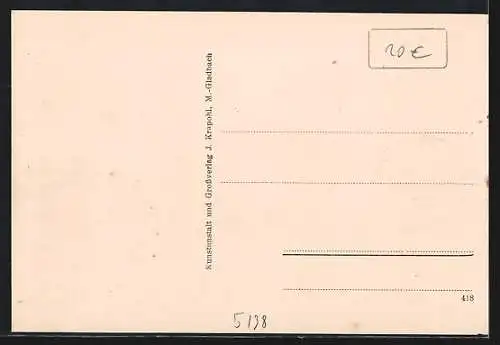 20 €
Kunstanstalt und Großverlag J. Krapohl, M.-Gladbach
418
5138